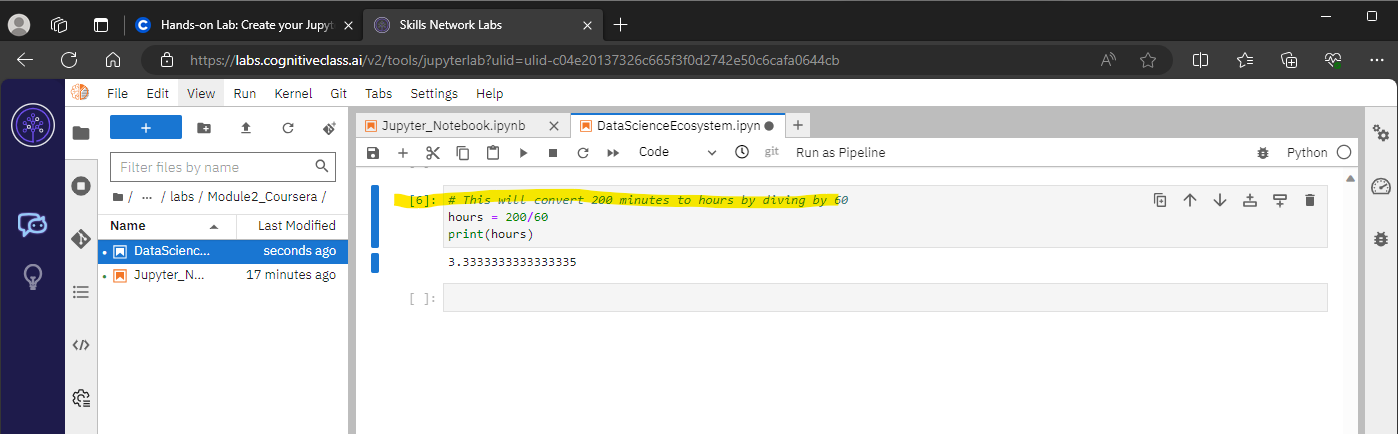 Hands-on Lab: Create your Jupyt
Skills Network Labs
https://labs.cognitiveclass.ai/v2/tools/jupyterlab?ulid=ulid-c04e20137326c665f3f0d2742e50c6cafa0644cb
File Edit View Run Kernel Git Tabs Settings Help
Jupyter_Notebook.ipynb
DataScienceEcosystem.ipyn
Filter files by name
Code
git
Run as Pipeline
Python
/ ... / labs / Module2_Coursera /
Name Last Modified
DataScienc... seconds ago
Jupyter_N... 17 minutes ago
[6]: # This will convert 200 minutes to hours by diving by 60
hours = 200/60
print(hours)
3.3333333333333335
[ ]: